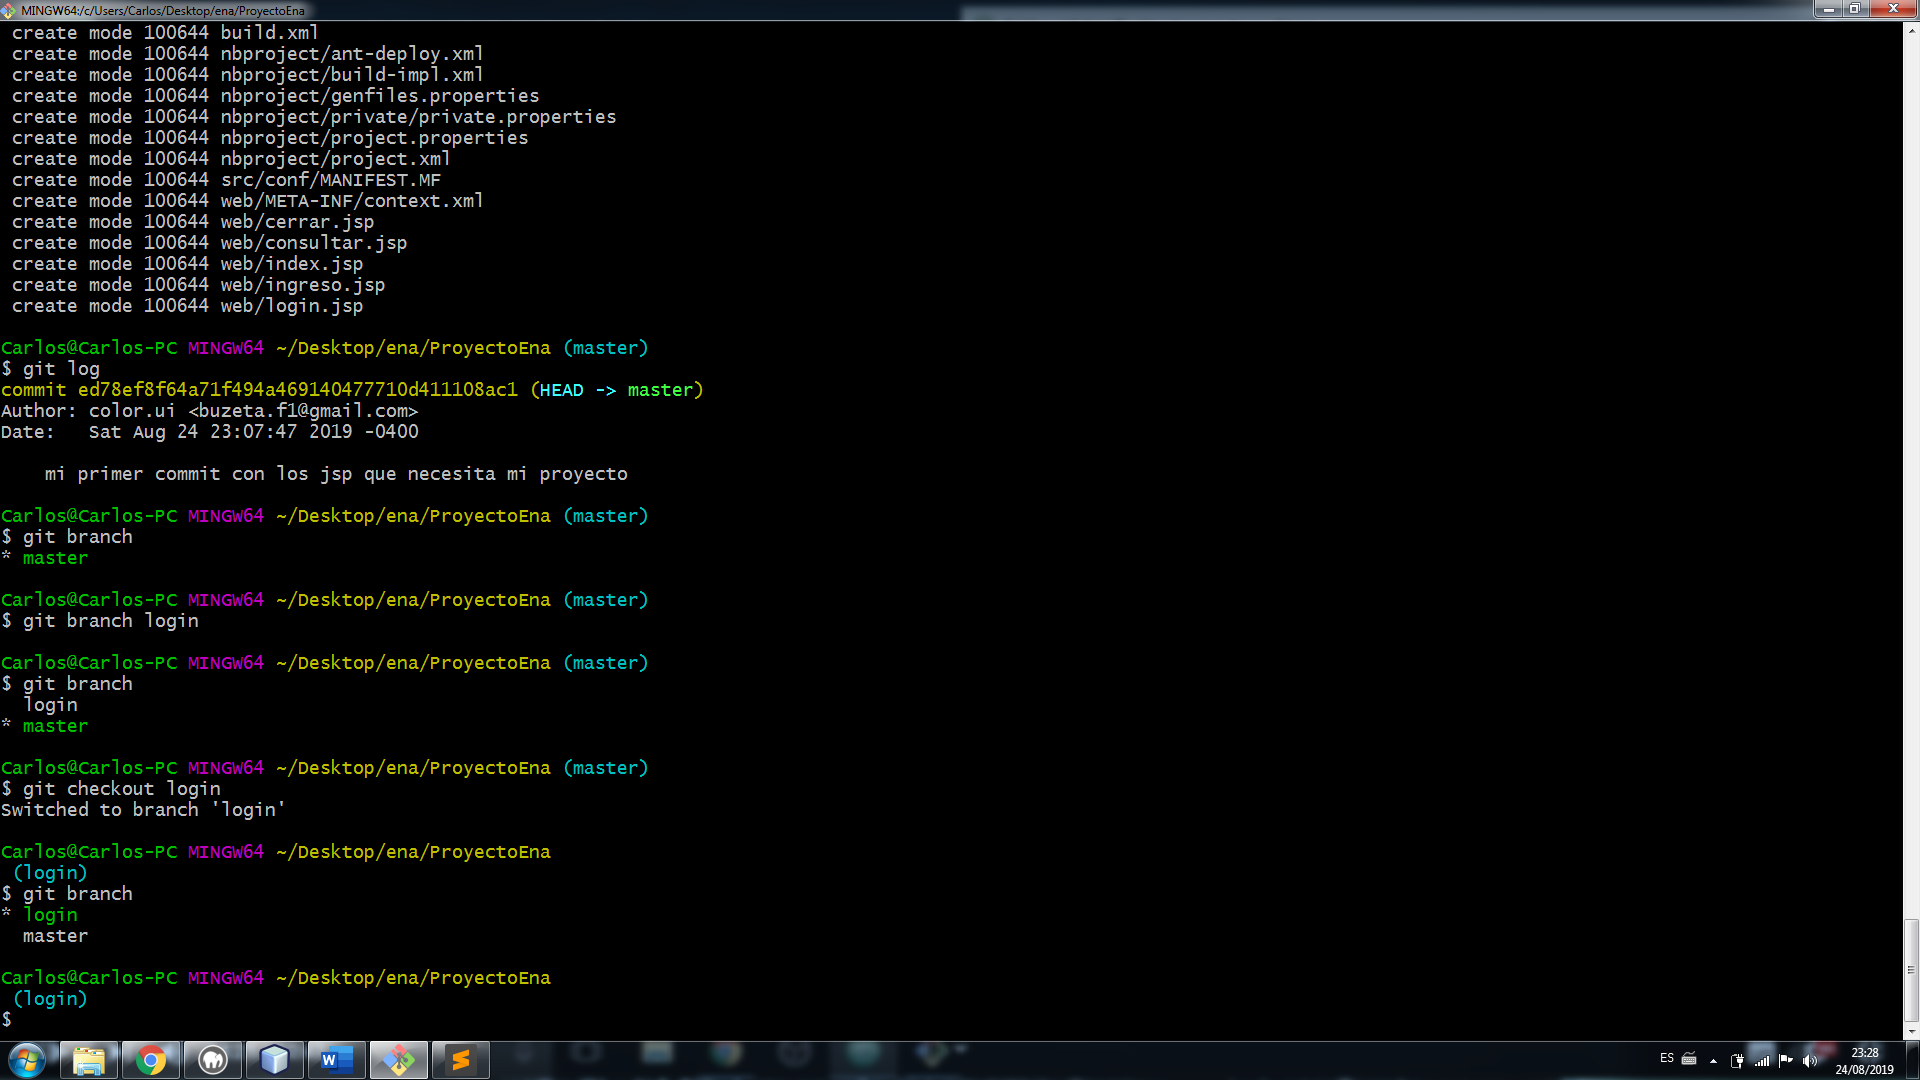 MINGW64:/c/Users/Carlos/Desktop/ena/ProyectoEna
create mode 100644 build.xml
create mode 100644 nbproject/ant-deploy.xml
create mode 100644 nbproject/build-impl.xml
create mode 100644 nbproject/genfiles.properties
create mode 100644 nbproject/private/private.properties
create mode 100644 nbproject/project.properties
create mode 100644 nbproject/project.xml
create mode 100644 src/conf/MANIFEST.MF
create mode 100644 web/META-INF/context.xml
create mode 100644 web/cerrar.jsp
create mode 100644 web/consultar.jsp
create mode 100644 web/index.jsp
create mode 100644 web/ingreso.jsp
create mode 100644 web/login.jsp
Carlos@Carlos-PC MINGW64 ~/Desktop/ena/ProyectoEna (master)
$ git log
commit ed78ef8f64a71f494a469140477710d411108ac1 (HEAD -> master)
Author: color.ui <buzeta.f1@gmail.com>
Date:   Sat Aug 24 23:07:47 2019 -0400
mi primer commit con los jsp que necesita mi proyecto
Carlos@Carlos-PC MINGW64 ~/Desktop/ena/ProyectoEna (master)
$ git branch
* master
Carlos@Carlos-PC MINGW64 ~/Desktop/ena/ProyectoEna (master)
$ git branch login
Carlos@Carlos-PC MINGW64 ~/Desktop/ena/ProyectoEna (master)
$ git branch
login
* master
Carlos@Carlos-PC MINGW64 ~/Desktop/ena/ProyectoEna (master)
$ git checkout login
Switched to branch 'login'
Carlos@Carlos-PC MINGW64 ~/Desktop/ena/ProyectoEna
(login)
$ git branch
* login
master
Carlos@Carlos-PC MINGW64 ~/Desktop/ena/ProyectoEna
(login)
$
ES
23:28
24/08/2019